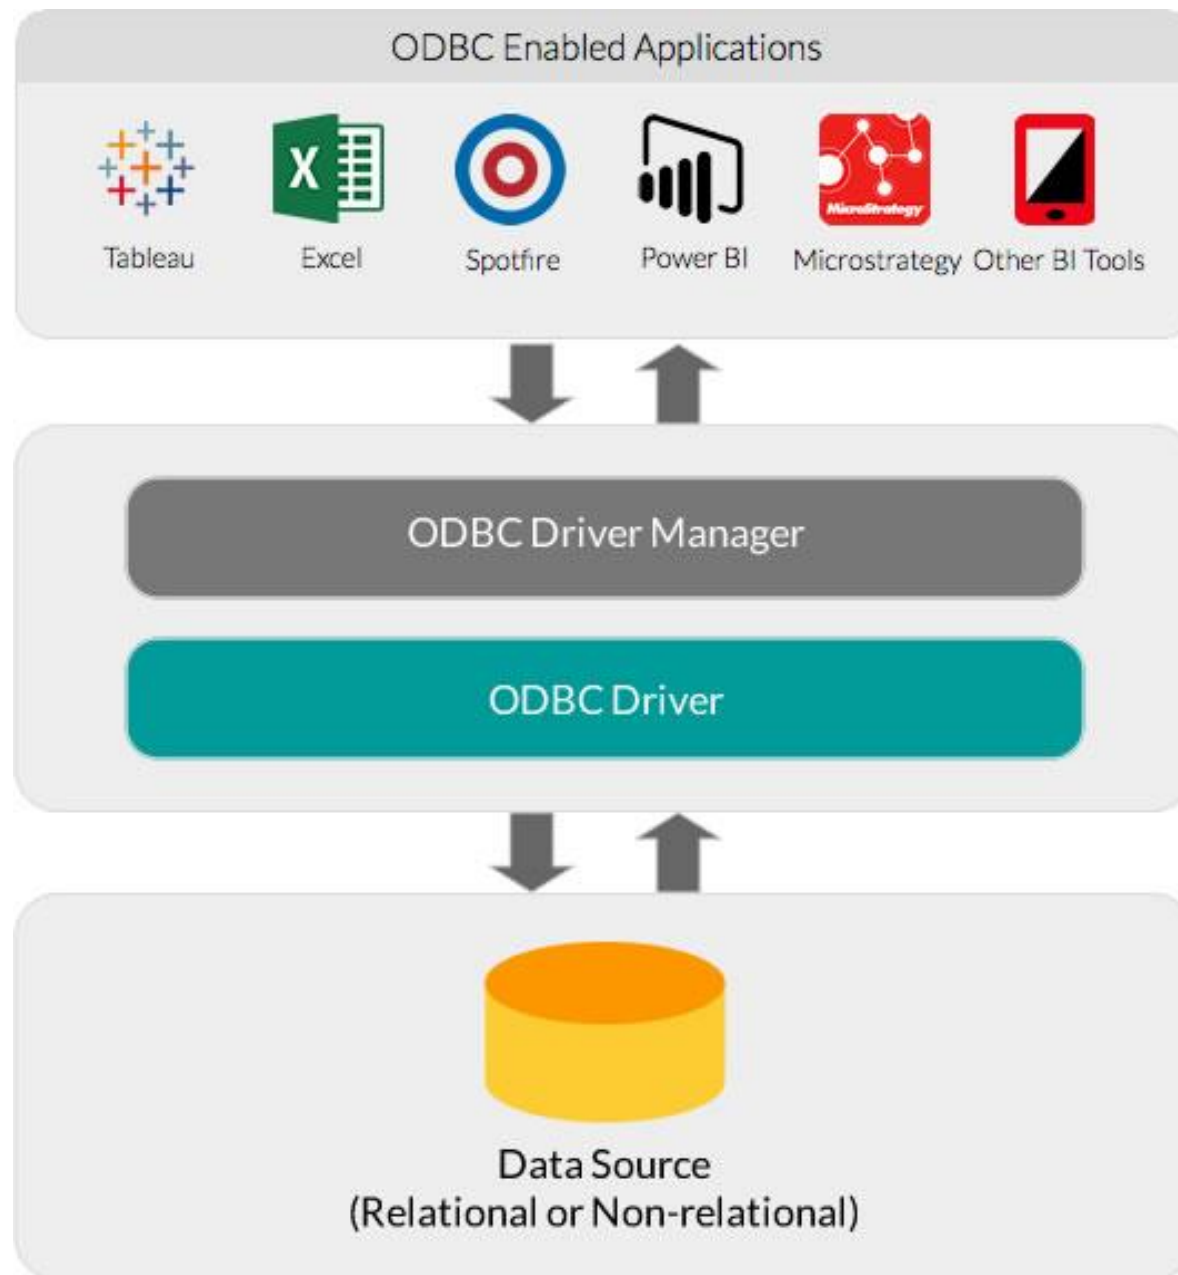 ODBC Enabled Applications
X
MicroStrategy
Tableau
Excel
Spotfire
Power BI
Microstrategy
Other BI Tools
ODBC Driver Manager
ODBC Driver
Data Source
(Relational or Non-relational)